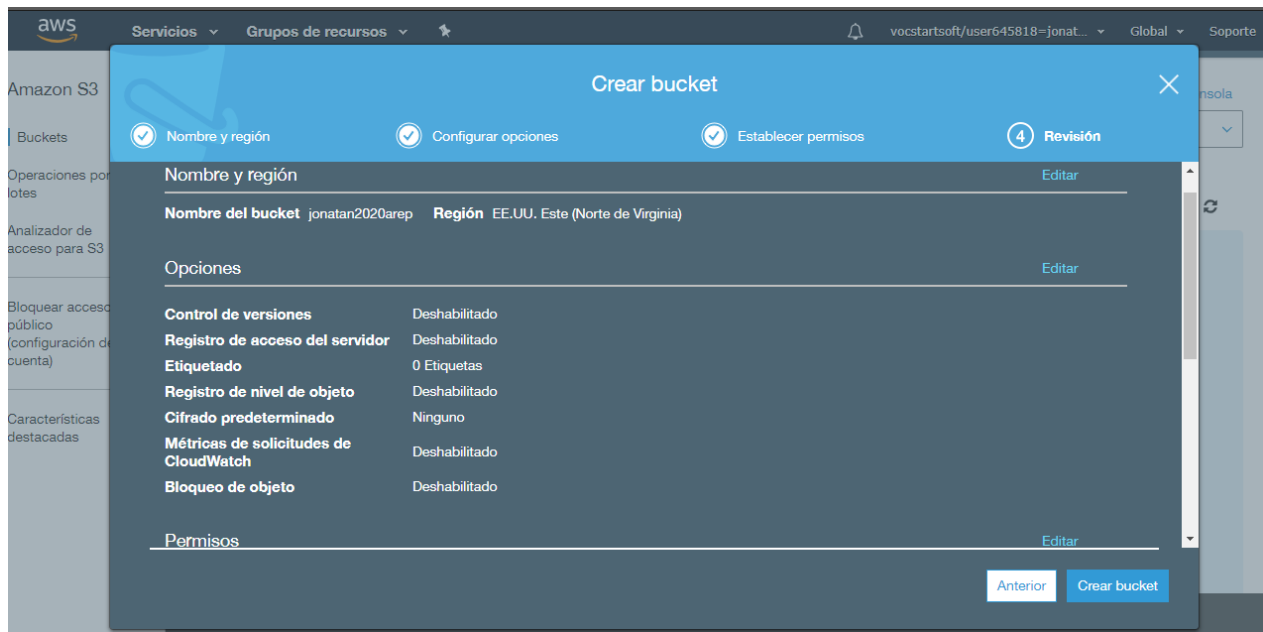 aws Servicios Grupos de recursos vocstartsoft/user645818=jonat... Global Soporte
Amazon S3
Buckets
Operaciones por
lotes
Analizador de
acceso para S3
Bloquear acceso
público
(configuración de
cuenta)
Características
destacadas
nsola
Crear bucket
Nombre y región Configurar opciones Establecer permisos 4 Revisión
Nombre y región Editar
Nombre del bucket jonatan2020arep Región EE.UU. Este (Norte de Virginia)
Opciones Editar
Control de versiones Deshabilitado
Registro de acceso del servidor Deshabilitado
Etiquetado 0 Etiquetas
Registro de nivel de objeto Deshabilitado
Cifrado predeterminado Ninguno
Métricas de solicitudes de
CloudWatch Deshabilitado
Bloqueo de objeto Deshabilitado
Permisos Editar
Anterior Crear bucket